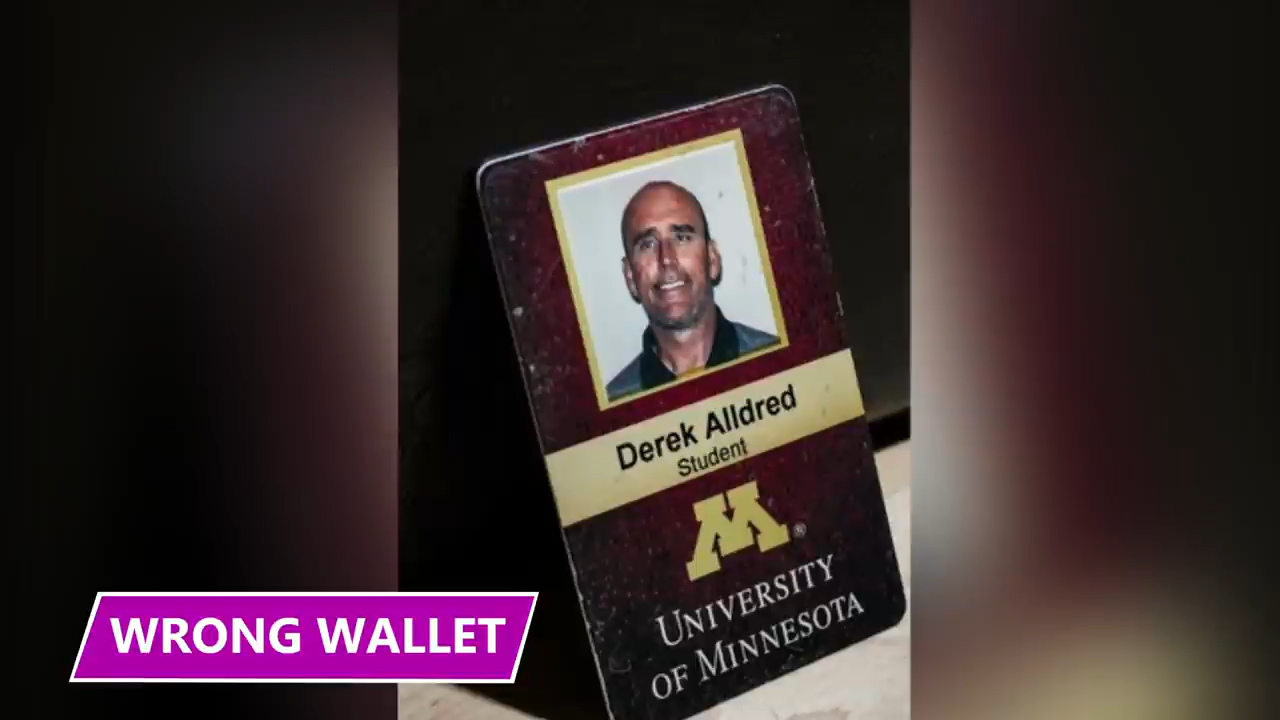 Derek Alldred
Student
M®
UNIVERSITY
OF MINNESOTA
WRONG WALLET